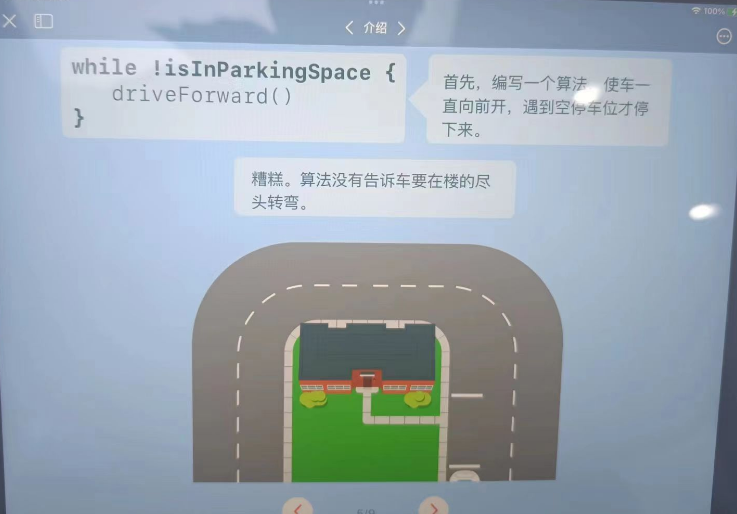 100%
介绍
while !isInParkingSpace {
driveForward()
}
首先，编写一个算法，使车一
直向前开，遇到空停车位才停
下来。
糟糕。算法没有告诉车要在楼的尽
头转弯。